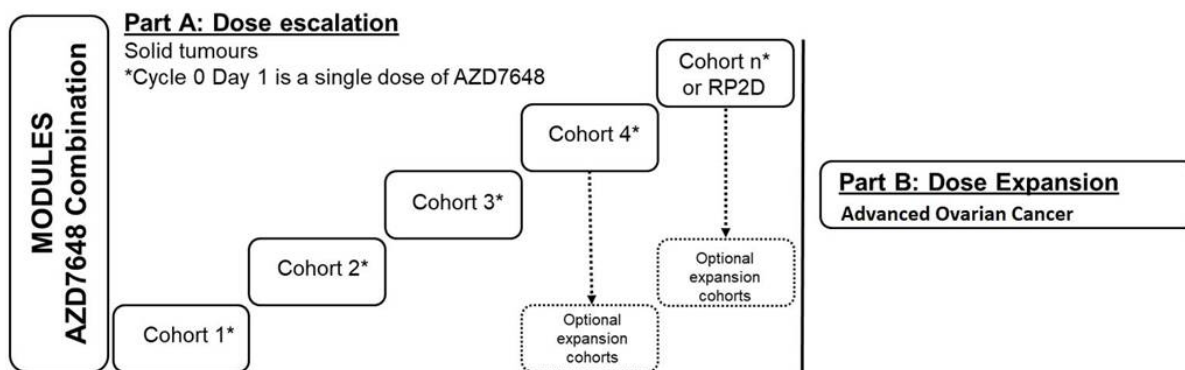 MODULES
AZD7648 Combination
Part A: Dose escalation
Solid tumours
*Cycle 0 Day 1 is a single dose of AZD7648
Cohort 1*
Cohort 2*
Cohort 3*
Cohort 4*
Optional
expansion
cohorts
Cohort n*
or RP2D
Optional
expansion
cohorts
Part B: Dose Expansion
Advanced Ovarian Cancer